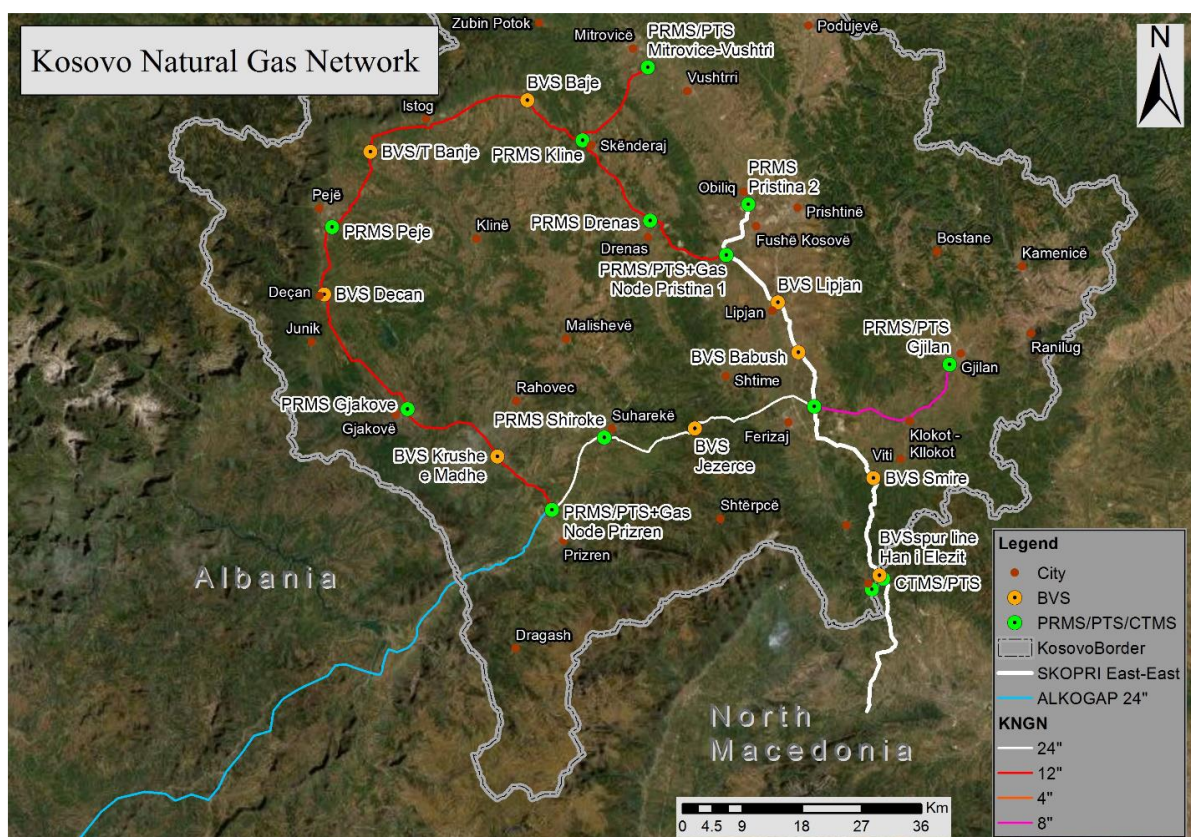 Kosovo Natural Gas Network
Zubin Potok
Mitrovicë
PRMS/PTS
Mitrovice-Vushtri
Podujevë
N
BVS Baje
Vushtrri
Istog
BVS/T Banje
PRMS Kline
Skënderaj
PRMS
Pristina 2
Obiliq
Prishtinë
Pejë
PRMS Peje
Klinë
PRMS Drenas
Drenas
Fushë Kosovë
Bostane
Kamenicë
PRMS/PTS+Gas
Node Pristina 1
BVS Lipjan
Deçan
BVS Decan
Lipjan
Junik
Malishevë
BVS Babush
PRMS/PTS
Gjilan
Ranilug
Gjilan
Shtime
Rahovec
PRMS Gjakove
Gjakovë
PRMS Shiroke
Suharekë
Ferizaj
Klokot -
Kllokot
BVS
Jezerce
Viti
BVS Krushe
e Madhe
BVS Smire
PRMS/PTS+Gas
Node Prizren
Shtërpcë
Prizren
BVSspur line
Han i Elezit
CTMS/PTS
Albania
Dragash
North
Macedonia
Legend
City
BVS
PRMS/PTS/CTMS
KosovoBorder
SKOPRI East-East
ALKOGAP 24"
KNGN
24"
12"
4"
8"
Km
0 4.5 9 18 27 36